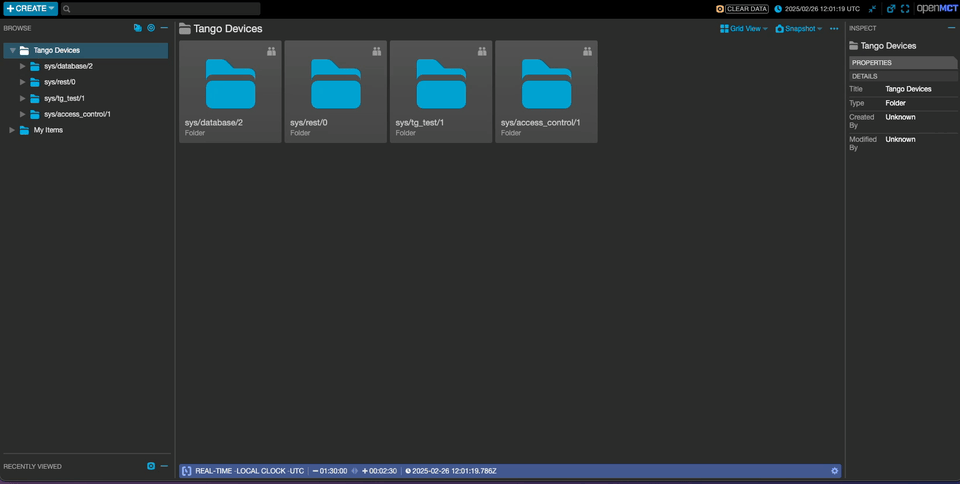 CREATE
CLEAR DATA
2025/02/26 12:01:19 UTC
openMCT
BROWSE
Tango Devices
sys/database/2
sys/rest/0
sys/tg_test/1
sys/access_control/1
My Items
RECENTLY VIEWED
Tango Devices
Grid View
Snapshot
sys/database/2
Folder
sys/rest/0
Folder
sys/tg_test/1
Folder
sys/access_control/1
Folder
REAL-TIME -LOCAL CLOCK -UTC − 01:30:00 + 00:02:30 2025-02-26 12:01:19.786Z
INSPECT
Tango Devices
PROPERTIES
DETAILS
Title Tango Devices
Type Folder
Created By Unknown
Modified By Unknown